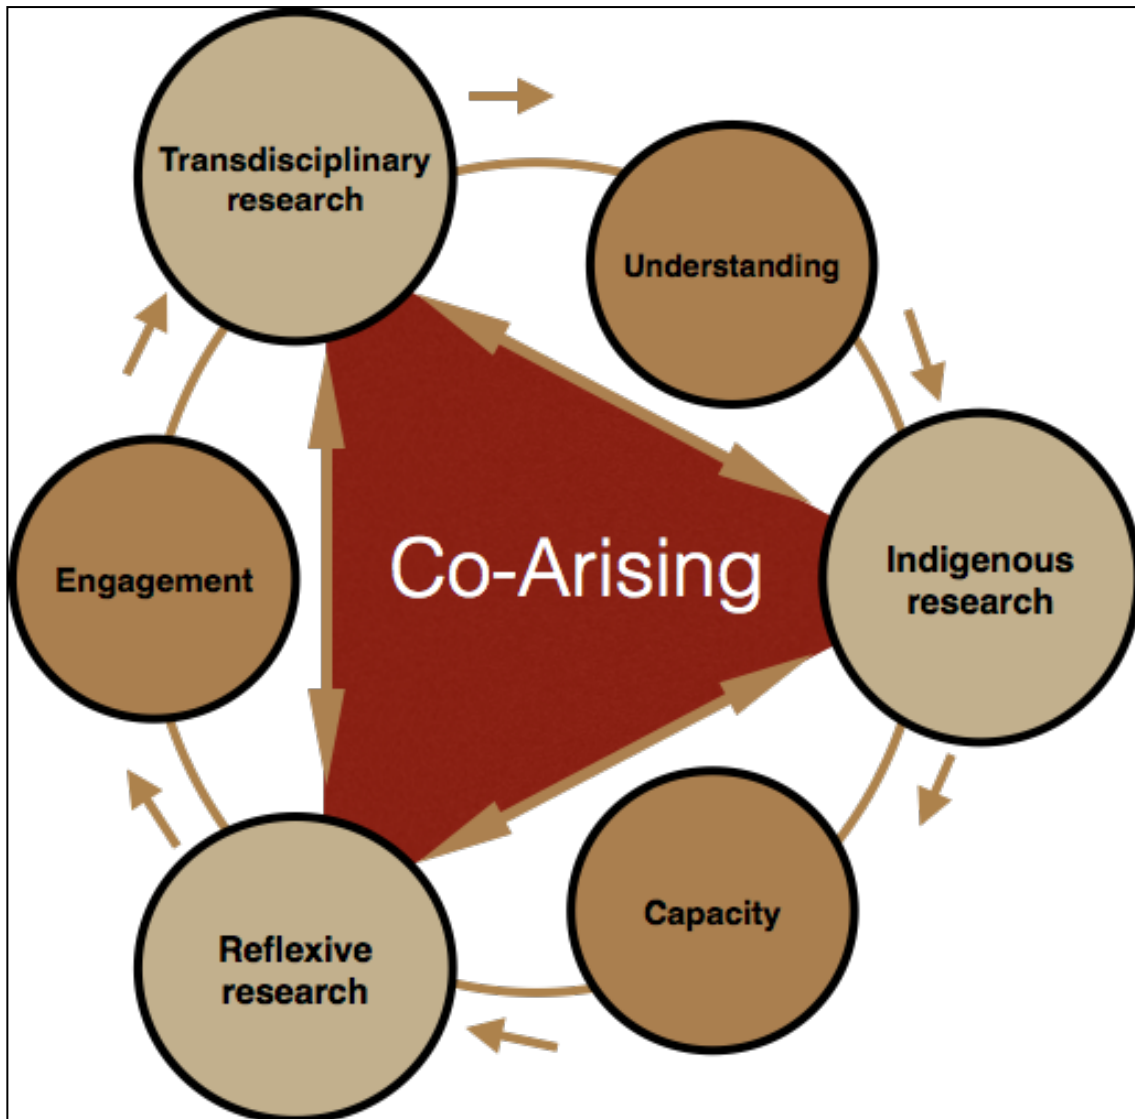 Transdisciplinary
research
Understanding
Co-Arising
Indigenous
research
Engagement
Capacity
Reflexive
research